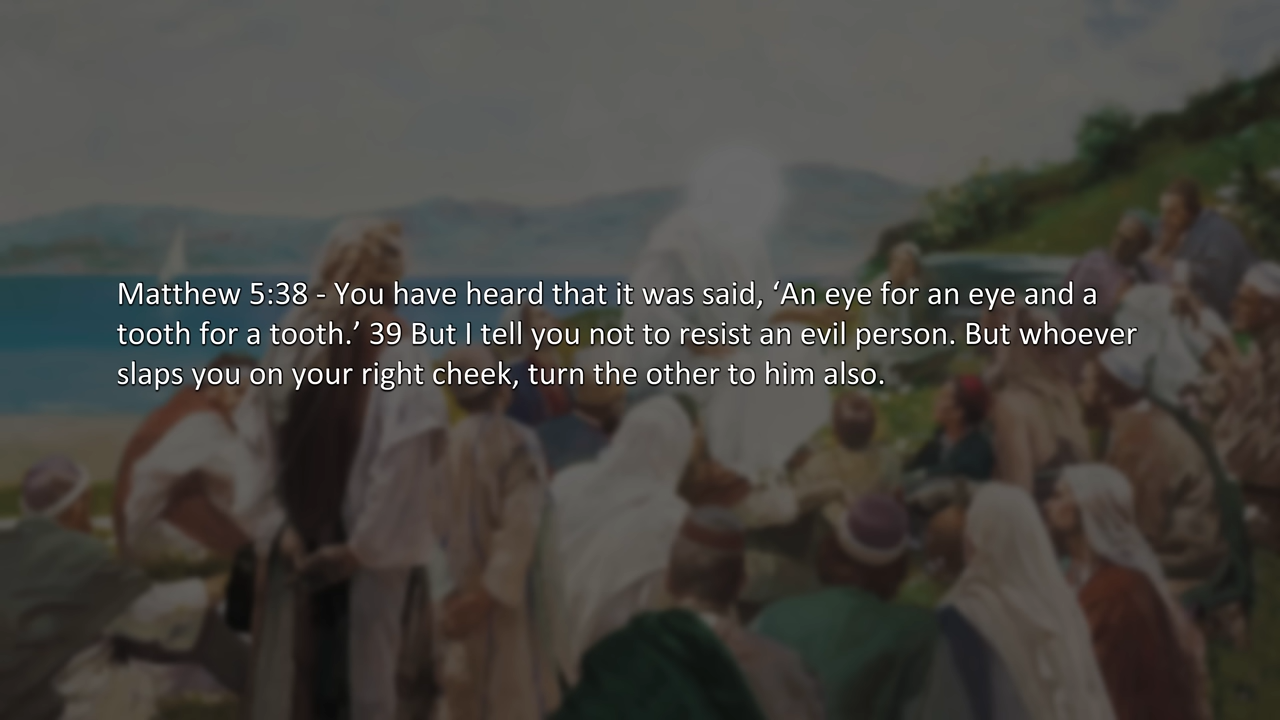 Matthew 5:38 - You have heard that it was said, ‘An eye for an eye and a
tooth for a tooth.’ 39 But I tell you not to resist an evil person. But whoever
slaps you on your right cheek, turn the other to him also.